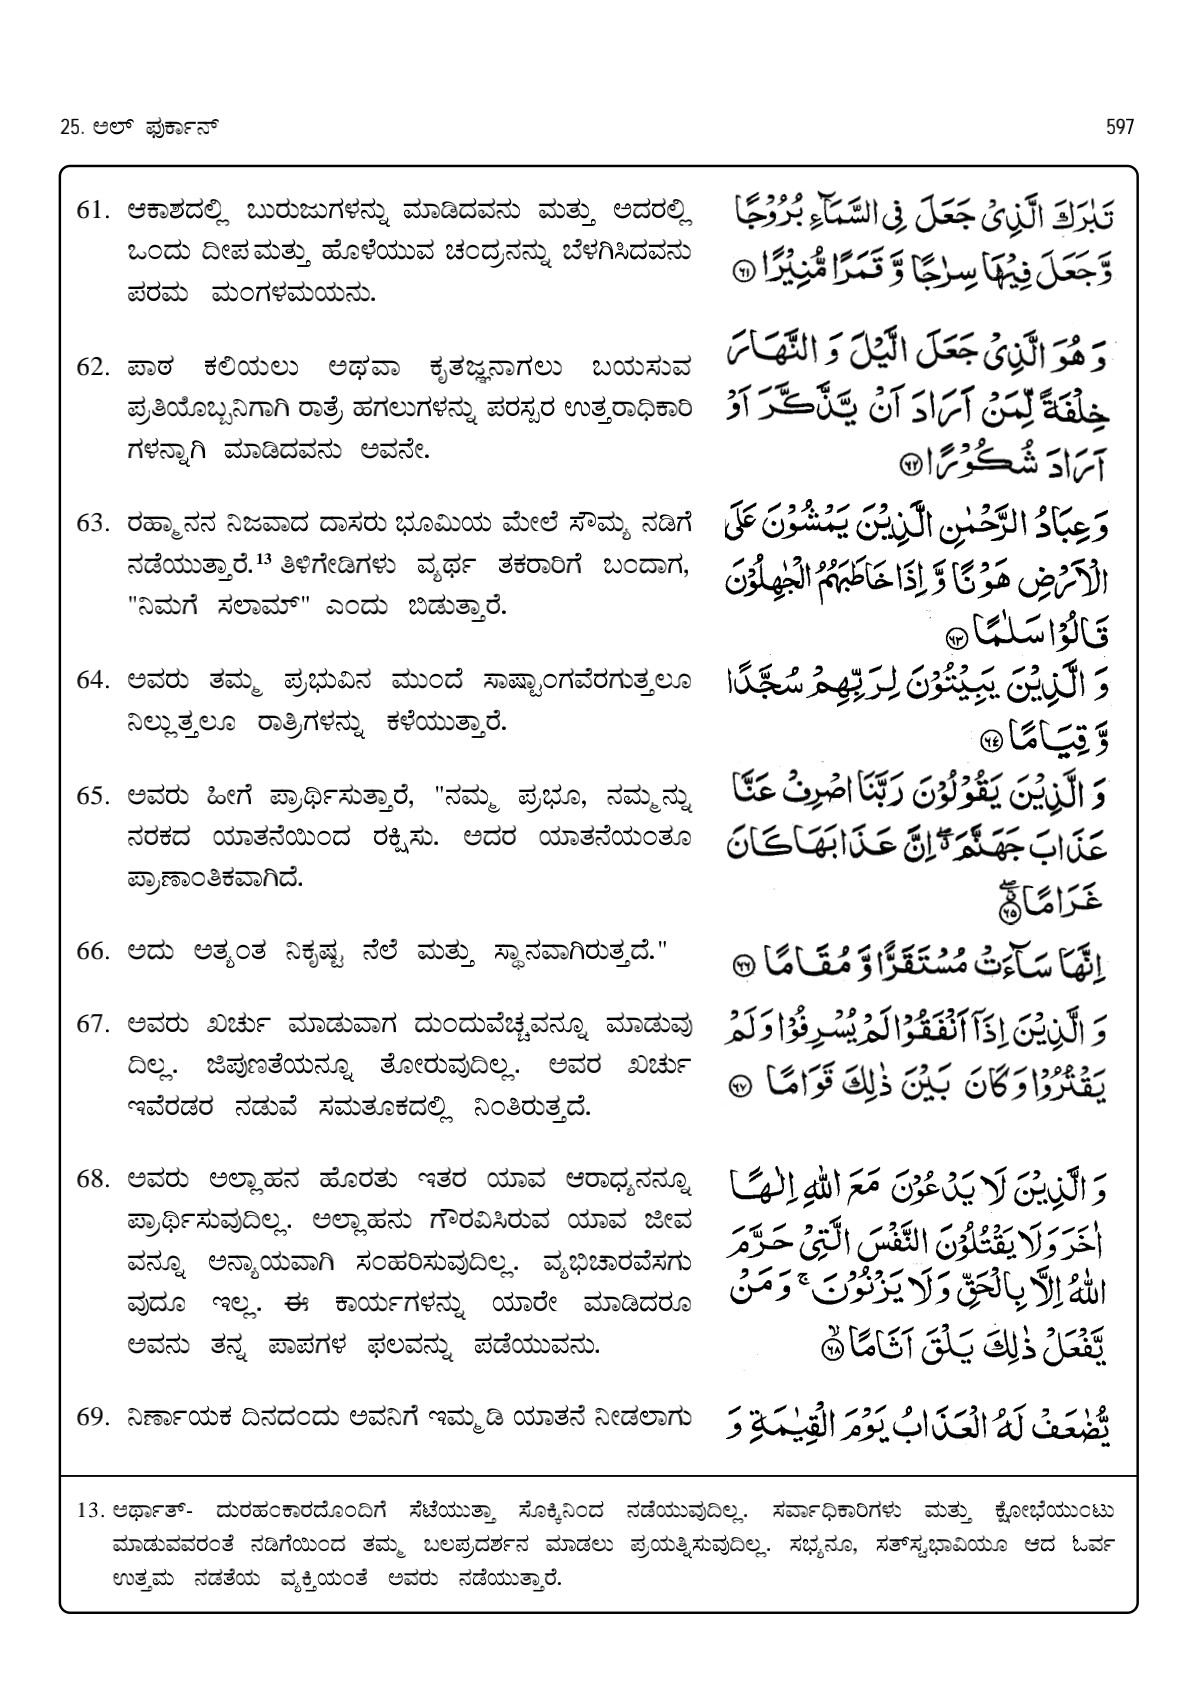 25. ಅಲ್ ಫುರ್ಕಾನ್
597
61. ಆಕಾಶದಲ್ಲಿ ಬುರುಜುಗಳನ್ನು ಮಾಡಿದವನು ಮತ್ತು ಅದರಲ್ಲಿ
ಒಂದು ದೀಪ ಮತ್ತು ಹೊಳೆಯುವ ಚಂದ್ರನನ್ನು ಬೆಳಗಿಸಿದವನು
ಪರಮ ಮಂಗಳಮಯನು.
تَبٰرَكَ الَّذِىْ جَعَلَ فِى السَّمَآءِ بُرُوْجًا
وَّجَعَلَ فِيْهَا سِرٰجًا وَّ قَمَرًا مُّنِيْرًا ﴿٦١﴾
62. ಪಾಠ ಕಲಿಯಲು ಅಥವಾ ಕೃತಜ್ಞನಾಗಲು ಬಯಸುವ
ಪ್ರತಿಯೊಬ್ಬನಿಗಾಗಿ ರಾತ್ರೆ ಹಗಲುಗಳನ್ನು ಪರಸ್ಪರ ಉತ್ತರಾಧಿಕಾರಿ
ಗಳನ್ನಾಗಿ ಮಾಡಿದವನು ಅವನೇ.
وَ هُوَ الَّذِىْ جَعَلَ الَّيْلَ وَ النَّهَارَ
خِلْفَةً لِّمَنْ اَرَادَ اَنْ يَّذَّكَّرَ اَوْ
اَرَادَ شُكُوْرًا ﴿٦٢﴾
63. ರಹ್ಮಾನನ ನಿಜವಾದ ದಾಸರು ಭೂಮಿಯ ಮೇಲೆ ಸೌಮ್ಯ ನಡಿಗೆ
ನಡೆಯುತ್ತಾರೆ.13 ತಿಳಿಗೇಡಿಗಳು ವ್ಯರ್ಥ ತಕರಾರಿಗೆ ಬಂದಾಗ,
"ನಿಮಗೆ ಸಲಾಮ್" ಎಂದು ಬಿಡುತ್ತಾರೆ.
وَ عِبَادُ الرَّحْمٰنِ الَّذِيْنَ يَمْشُوْنَ عَلَى
الْاَرْضِ هَوْنًا وَّ اِذَا خَاطَبَهُمُ الْجٰهِلُوْنَ
قَالُوْا سَلٰمًا ﴿٦٣﴾
64. ಅವರು ತಮ್ಮ ಪ್ರಭುವಿನ ಮುಂದೆ ಸಾಷ್ಟಾಂಗವೆರಗುತ್ತಲೂ
ನಿಲ್ಲುತ್ತಲೂ ರಾತ್ರಿಗಳನ್ನು ಕಳೆಯುತ್ತಾರೆ.
وَ الَّذِيْنَ يَبِيْتُوْنَ لِرَبِّهِمْ سُجَّدًا
وَّ قِيَامًا ﴿٦٤﴾
65. ಅವರು ಹೀಗೆ ಪ್ರಾರ್ಥಿಸುತ್ತಾರೆ, "ನಮ್ಮ ಪ್ರಭೂ, ನಮ್ಮನ್ನು
ನರಕದ ಯಾತನೆಯಿಂದ ರಕ್ಷಿಸು. ಅದರ ಯಾತನೆಯಂತೂ
ಪ್ರಾಣಾಂತಿಕವಾಗಿದೆ.
وَ الَّذِيْنَ يَقُوْلُوْنَ رَبَّنَا اصْرِفْ عَنَّا
عَذَابَ جَهَنَّمَ ۖ اِنَّ عَذَابَهَا كَانَ
غَرَامًا ﴿٦٥﴾
66. ಅದು ಅತ್ಯಂತ ನಿಕೃಷ್ಟ ನೆಲೆ ಮತ್ತು ಸ್ಥಾನವಾಗಿರುತ್ತದೆ."
اِنَّهَا سَآءَتْ مُسْتَقَرًّا وَّ مُقَامًا ﴿٦٦﴾
67. ಅವರು ಖರ್ಚು ಮಾಡುವಾಗ ದುಂದುವೆಚ್ಚವನ್ನೂ ಮಾಡುವು
ದಿಲ್ಲ. ಜಿಪುಣತೆಯನ್ನೂ ತೋರುವುದಿಲ್ಲ. ಅವರ ಖರ್ಚು
ಇವೆರಡರ ನಡುವೆ ಸಮತೂಕದಲ್ಲಿ ನಿಂತಿರುತ್ತದೆ.
وَ الَّذِيْنَ اِذَاۤ اَنْفَقُوْا لَمْ يُسْرِفُوْا وَ لَمْ
يَقْتُرُوْا وَ كَانَ بَيْنَ ذٰلِكَ قَوَامًا ﴿٦٧﴾
68. ಅವರು ಅಲ್ಲಾಹನ ಹೊರತು ಇತರ ಯಾವ ಆರಾಧ್ಯನನ್ನೂ
ಪ್ರಾರ್ಥಿಸುವುದಿಲ್ಲ. ಅಲ್ಲಾಹನು ಗೌರವಿಸಿರುವ ಯಾವ ಜೀವ
ವನ್ನೂ ಅನ್ಯಾಯವಾಗಿ ಸಂಹರಿಸುವುದಿಲ್ಲ. ವ್ಯಭಿಚಾರವೆಸಗು
ವುದೂ ಇಲ್ಲ. ಈ ಕಾರ್ಯಗಳನ್ನು ಯಾರೇ ಮಾಡಿದರೂ
ಅವನು ತನ್ನ ಪಾಪಗಳ ಫಲವನ್ನು ಪಡೆಯುವನು.
وَ الَّذِيْنَ لَا يَدْعُوْنَ مَعَ اللّٰهِ اِلٰهًا
اٰخَرَ وَ لَا يَقْتُلُوْنَ النَّفْسَ الَّتِىْ حَرَّمَ
اللّٰهُ اِلَّا بِالْحَقِّ وَ لَا يَزْنُوْنَ ۚ وَ مَنْ
يَّفْعَلْ ذٰلِكَ يَلْقَ اَثَامًا ﴿٦٨﴾
69. ನಿರ್ಣಾಯಕ ದಿನದಂದು ಅವನಿಗೆ ಇಮ್ಮಡಿ ಯಾತನೆ ನೀಡಲಾಗು
يُّضٰعَفْ لَهُ الْعَذَابُ يَوْمَ الْقِيٰمَةِ وَ
13. ಅರ್ಥಾತ್- ದುರಹಂಕಾರದೊಂದಿಗೆ ಸೆಟೆಯುತ್ತಾ ಸೊಕ್ಕಿನಿಂದ ನಡೆಯುವುದಿಲ್ಲ. ಸರ್ವಾಧಿಕಾರಿಗಳು ಮತ್ತು ಕ್ಷೋಭೆಯುಂಟು
ಮಾಡುವವರಂತೆ ನಡಿಗೆಯಿಂದ ತಮ್ಮ ಬಲಪ್ರದರ್ಶನ ಮಾಡಲು ಪ್ರಯತ್ನಿಸುವುದಿಲ್ಲ. ಸಭ್ಯನೂ, ಸತ್‌ಸ್ವಭಾವಿಯೂ ಆದ ಓರ್ವ
ಉತ್ತಮ ನಡತೆಯ ವ್ಯಕ್ತಿಯಂತೆ ಅವರು ನಡೆಯುತ್ತಾರೆ.